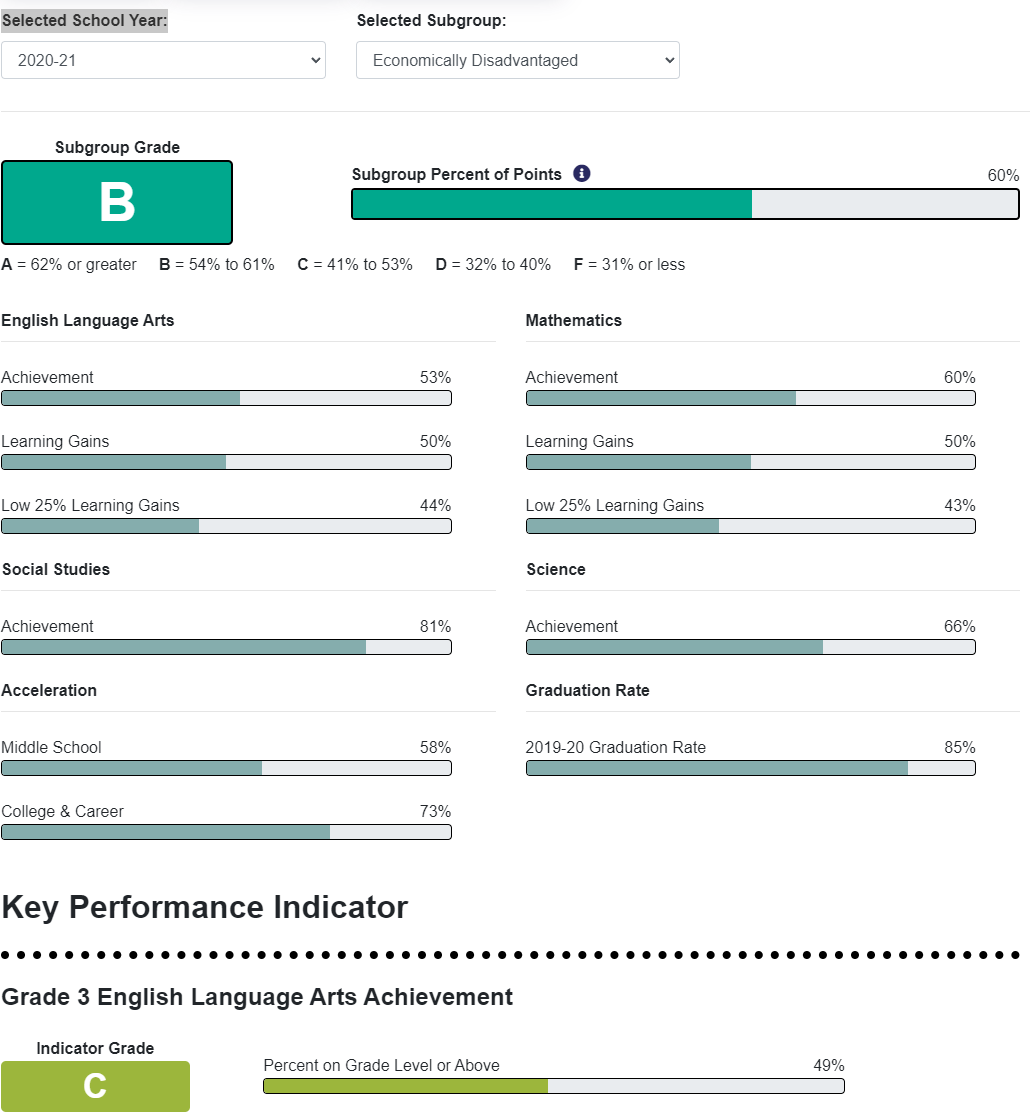 Selected School Year: Selected Subgroup:
2020-21 Economically Disadvantaged
Subgroup Grade
B
Subgroup Percent of Points 60%
A = 62% or greater B = 54% to 61% C = 41% to 53% D = 32% to 40% F = 31% or less
English Language Arts Mathematics
Achievement 53% Achievement 60%
Learning Gains 50% Learning Gains 50%
Low 25% Learning Gains 44% Low 25% Learning Gains 43%
Social Studies Science
Achievement 81% Achievement 66%
Acceleration Graduation Rate
Middle School 58% 2019-20 Graduation Rate 85%
College & Career 73%
Key Performance Indicator
Grade 3 English Language Arts Achievement
Indicator Grade
C
Percent on Grade Level or Above 49%